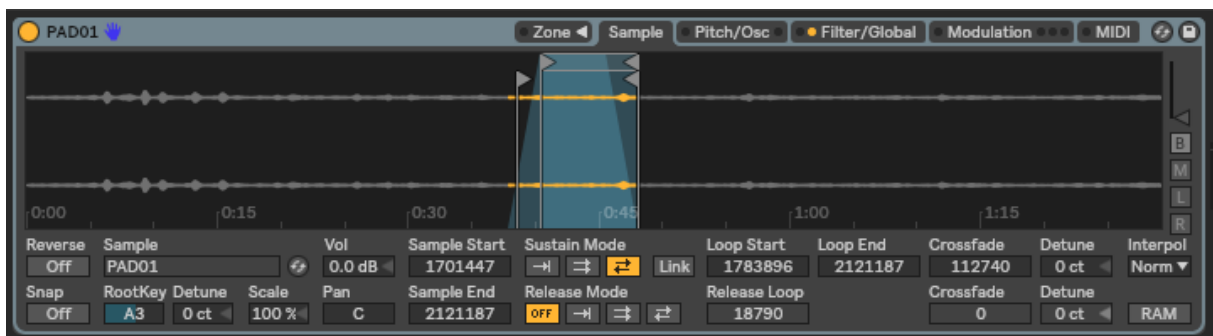 PAD01 Zone Sample Pitch/Osc Filter/Global Modulation MIDI
B
M
L
R
0:00 0:15 0:30 0:45 1:00 1:15
Reverse Sample Vol Sample Start Sustain Mode Loop Start Loop End Crossfade Detune Interpol
Off PAD01 0.0 dB 1701447 Link 1783896 2121187 112740 0 ct Norm
Snap RootKey Detune Scale Pan Sample End Release Mode Release Loop Crossfade Detune
Off A3 0 ct 100 % C 2121187 OFF 18790 0 0 ct RAM